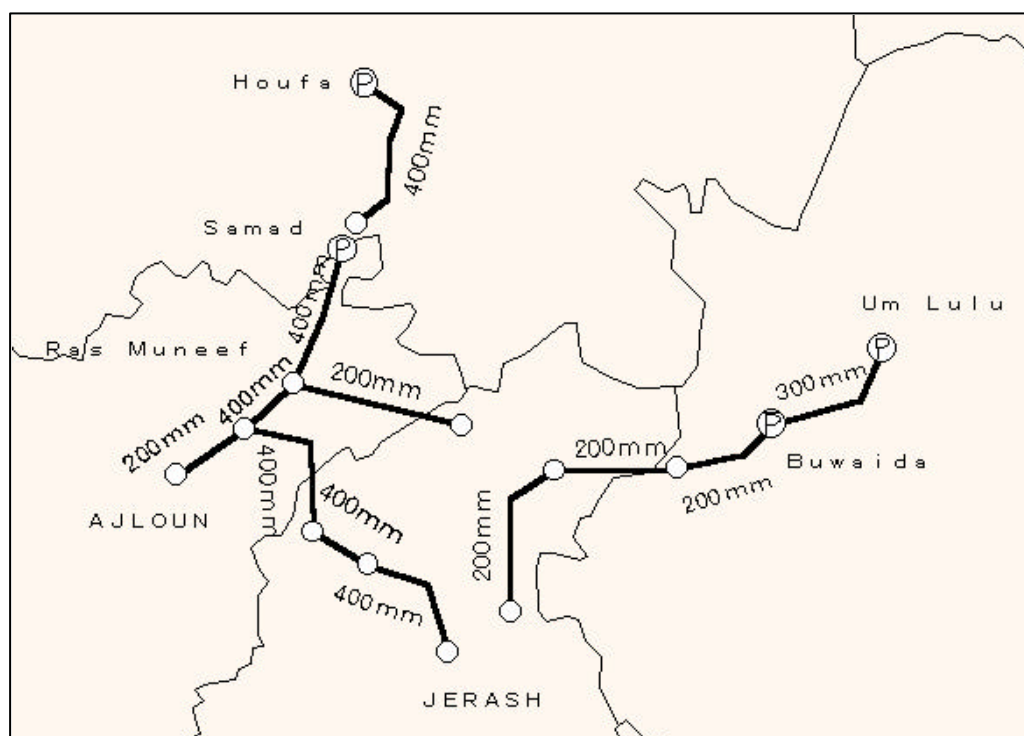 Houfa
P
400mm
Samad
P
400mm
Um Lulu
P
Ras Muneef
400mm
200mm
300mm
200mm
P
200mm
Buwaida
400mm
200mm
AJLOUN
400mm
200mm
400mm
JERASH